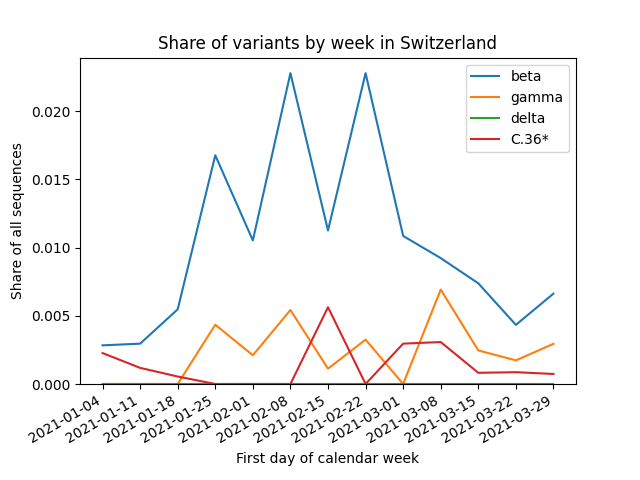 Share of variants by week in Switzerland
beta
gamma
delta
C.36*
Share of all sequences
0.020
0.015
0.010
0.005
0.000
2021-01-04
2021-01-11
2021-01-18
2021-01-25
2021-02-01
2021-02-08
2021-02-15
2021-02-22
2021-03-01
2021-03-08
2021-03-15
2021-03-22
2021-03-29
First day of calendar week